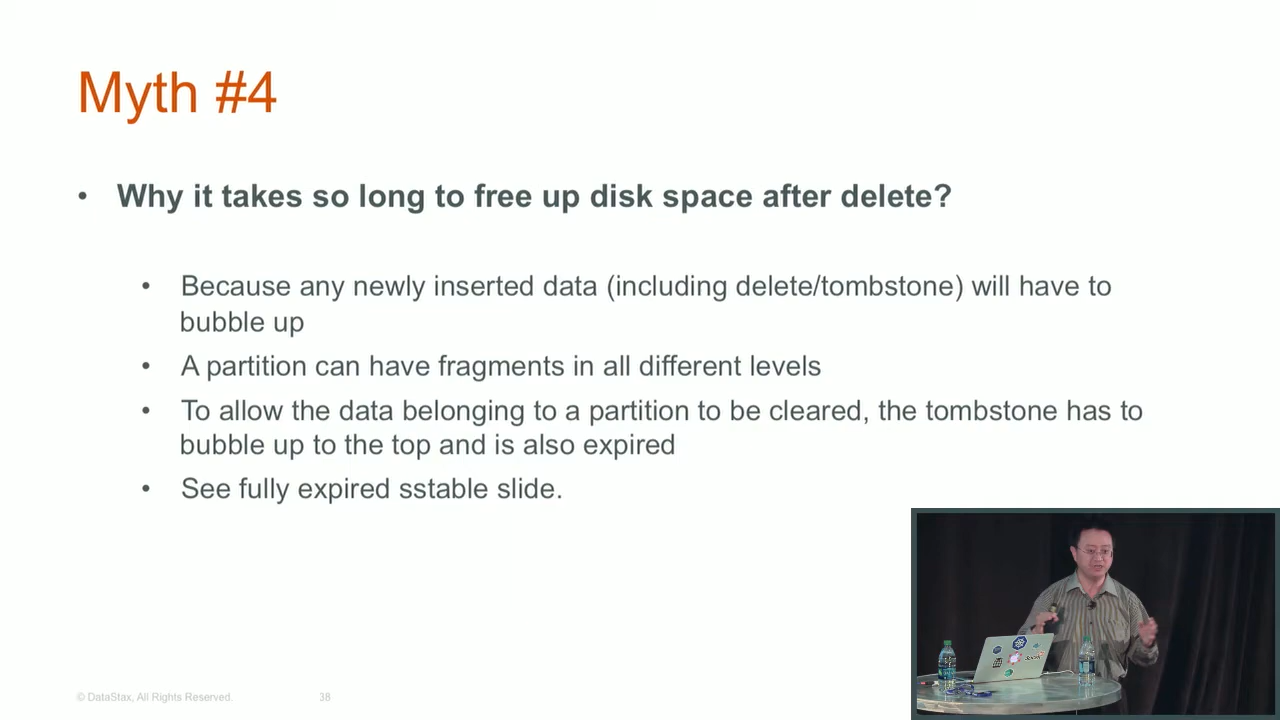 Myth #4
• Why it takes so long to free up disk space after delete?
• Because any newly inserted data (including delete/tombstone) will have to
bubble up
• A partition can have fragments in all different levels
• To allow the data belonging to a partition to be cleared, the tombstone has to
bubble up to the top and is also expired
• See fully expired sstable slide.
© DataStax, All Rights Reserved.
38